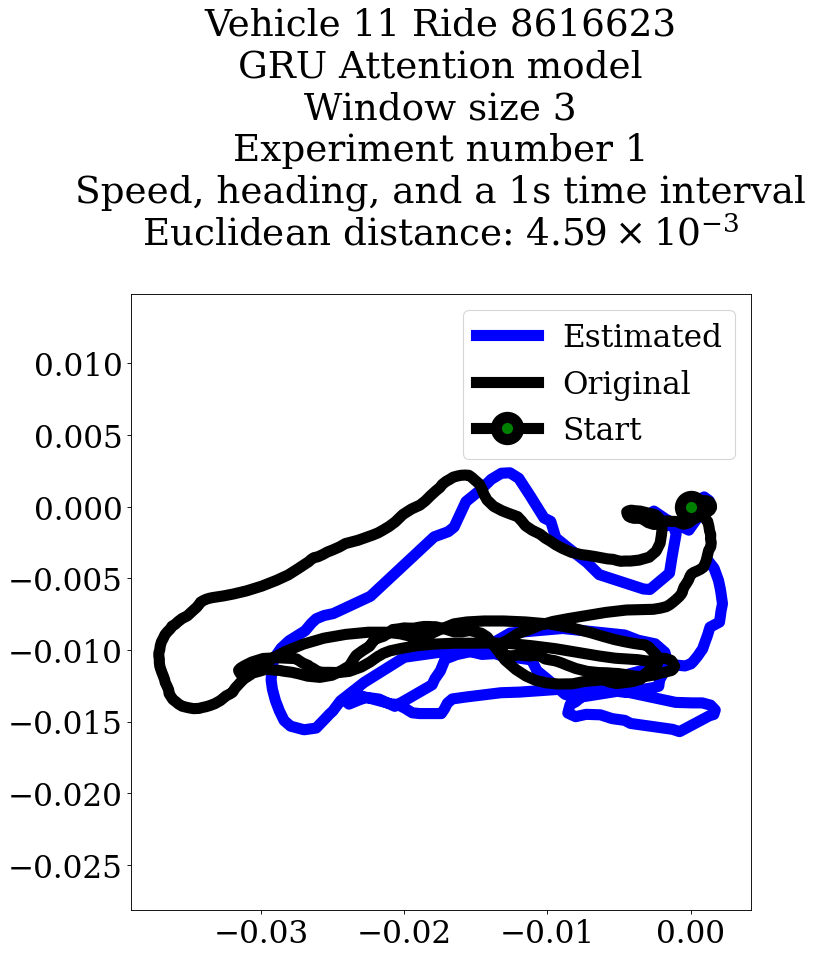 Vehicle 11 Ride 8616623
GRU Attention model
Window size 3
Experiment number 1
Speed, heading, and a 1s time interval
Euclidean distance: 4.59 × 10⁻³
Estimated
Original
Start
0.010
0.005
0.000
−0.005
−0.010
−0.015
−0.020
−0.025
−0.03 −0.02 −0.01 0.00